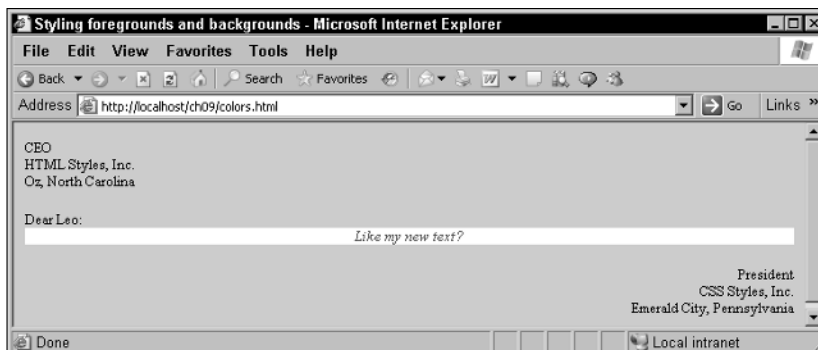 Styling foregrounds and backgrounds - Microsoft Internet Explorer
File Edit View Favorites Tools Help
Back Search Favorites
Address http://localhost/ch09/colors.html Go Links »
CEO
HTML Styles, Inc.
Oz, North Carolina
Dear Leo:
Like my new text?
President
CSS Styles, Inc.
Emerald City, Pennsylvania
Done Local intranet